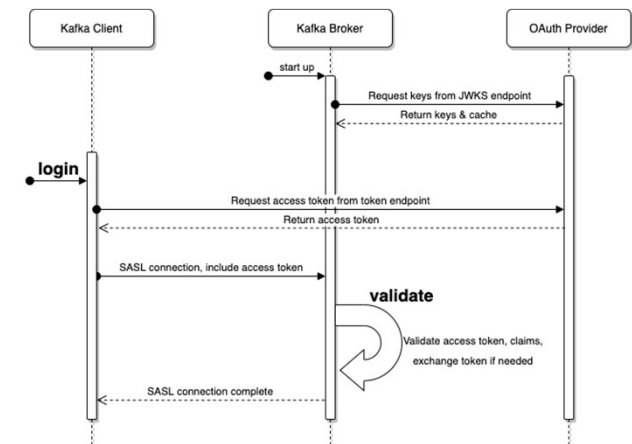 Kafka Client
Kafka Broker
OAuth Provider
start up
Request keys from JWKS endpoint
Return keys & cache
login
Request access token from token endpoint
Return access token
SASL connection, include access token
validate
Validate access token, claims,
exchange token if needed
SASL connection complete